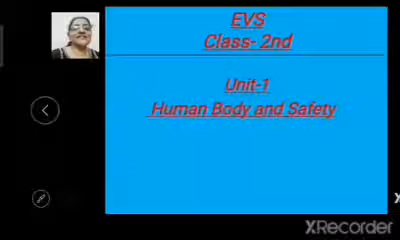 EVS
Class- 2nd
Unit-1
Human Body and Safety
XRecorder